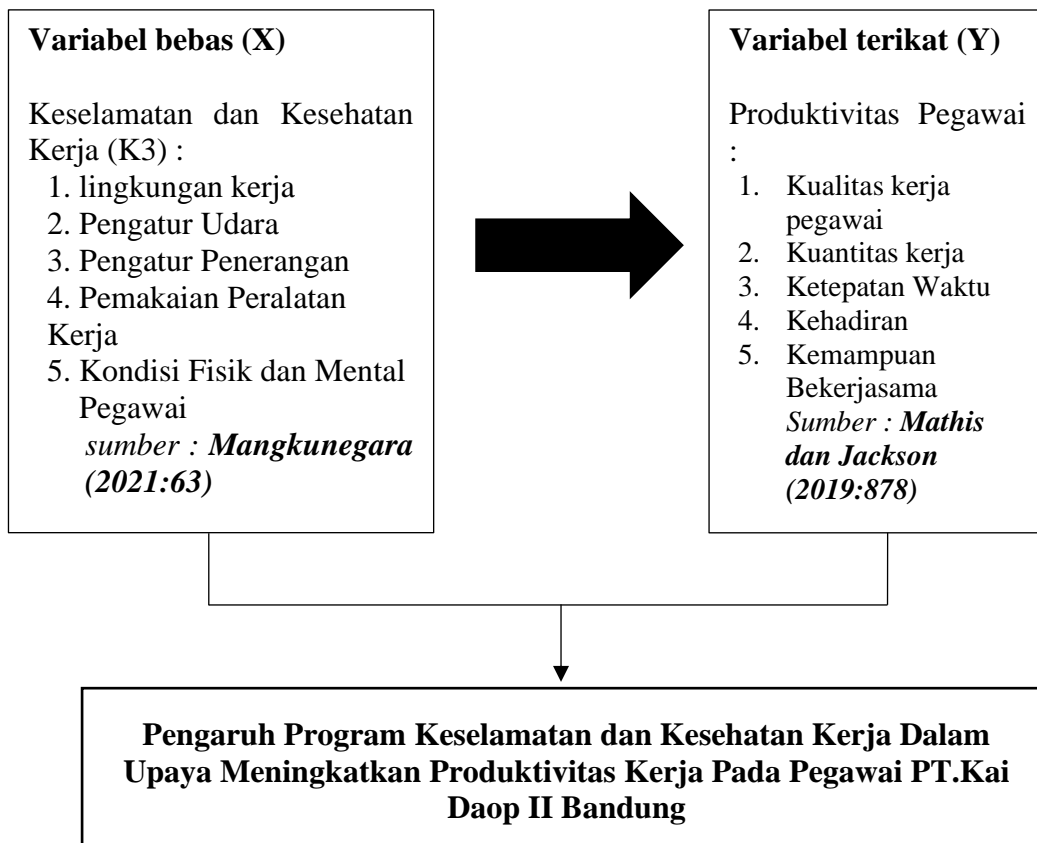 Variabel bebas (X)
Keselamatan dan Kesehatan
Kerja (K3) :
1. lingkungan kerja
2. Pengatur Udara
3. Pengatur Penerangan
4. Pemakaian Peralatan
Kerja
5. Kondisi Fisik dan Mental
Pegawai
sumber : Mangkunegara
(2021:63)
Variabel terikat (Y)
Produktivitas Pegawai
:
1. Kualitas kerja
pegawai
2. Kuantitas kerja
3. Ketepatan Waktu
4. Kehadiran
5. Kemampuan
Bekerjasama
Sumber : Mathis
dan Jackson
(2019:878)
Pengaruh Program Keselamatan dan Kesehatan Kerja Dalam
Upaya Meningkatkan Produktivitas Kerja Pada Pegawai PT.Kai
Daop II Bandung